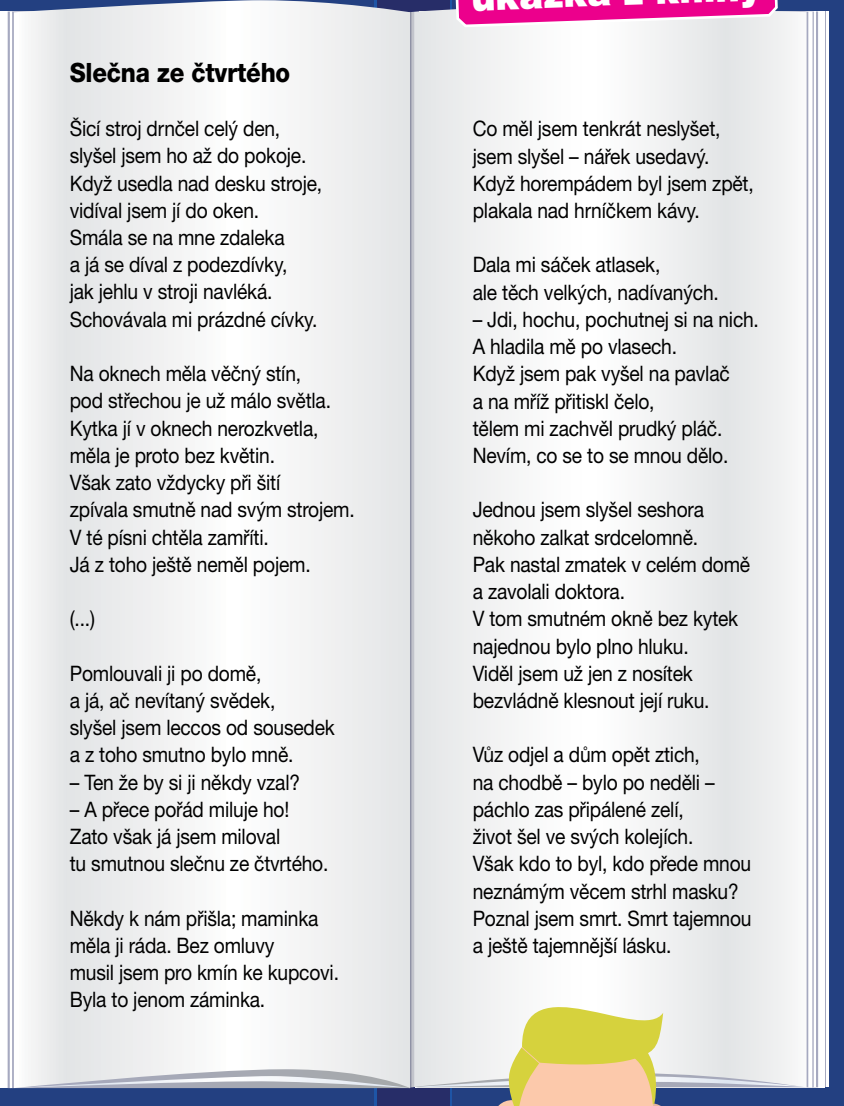 ukázka z knihy
Slečna ze čtvrtého
Šicí stroj drnčel celý den,
slyšel jsem ho až do pokoje.
Když usedla nad desku stroje,
vidíval jsem jí do oken.
Smála se na mne zdaleka
a já se díval z podezdívky,
jak jehlu v stroji navléká.
Schovávala mi prázdné cívky.
Na oknech měla věčný stín,
pod střechou je už málo světla.
Kytka jí v oknech nerozkvetla,
měla je proto bez květin.
Však zato vždycky při šití
zpívala smutně nad svým strojem.
V té písni chtěla zamříti.
Já z toho ještě neměl pojem.
(...)
Pomlouvali ji po domě,
a já, ač nevítaný svědek,
slyšel jsem leccos od sousedek
a z toho smutno bylo mně.
– Ten že by si ji někdy vzal?
– A přece pořád miluje ho!
Zato však já jsem miloval
tu smutnou slečnu ze čtvrtého.
Někdy k nám přišla; maminka
měla ji ráda. Bez omluvy
musil jsem pro kmín ke kupcovi.
Byla to jenom záminka.
Co měl jsem tenkrát neslyšet,
jsem slyšel – nářek usedavý.
Když horempádem byl jsem zpět,
plakala nad hrníčkem kávy.
Dala mi sáček atlasek,
ale těch velkých, nadívaných.
– Jdi, hochu, pochutnej si na nich.
A hladila mě po vlasech.
Když jsem pak vyšel na pavlač
a na mříž přitiskl čelo,
tělem mi zachvěl prudký pláč.
Nevím, co se to se mnou dělo.
Jednou jsem slyšel seshora
někoho zalkat srdcelomně.
Pak nastal zmatek v celém domě
a zavolali doktora.
V tom smutném okně bez kytek
najednou bylo plno hluku.
Viděl jsem už jen z nosítek
bezvládně klesnout její ruku.
Vůz odjel a dům opět ztich,
na chodbě – bylo po neděli –
páchlo zas připálené zelí,
život šel ve svých kolejích.
Však kdo to byl, kdo přede mnou
neznámým věcem strhl masku?
Poznal jsem smrt. Smrt tajemnou
a ještě tajemnější lásku.